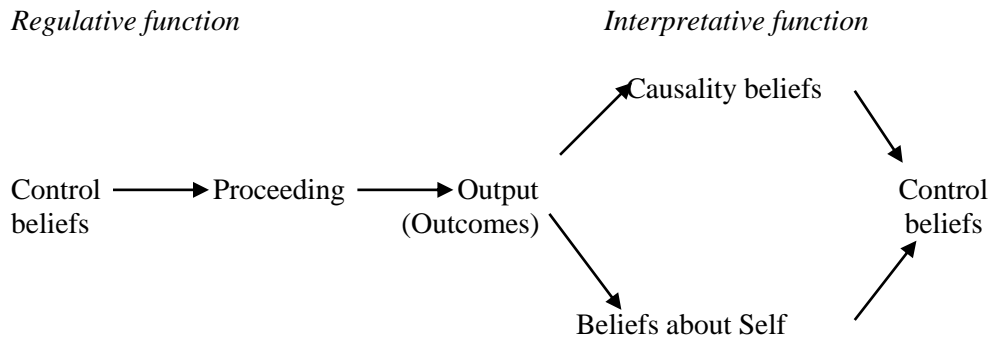 Regulative function
Interpretative function
Causality beliefs
Control
beliefs
Proceeding
Output
(Outcomes)
Control
beliefs
Beliefs about Self